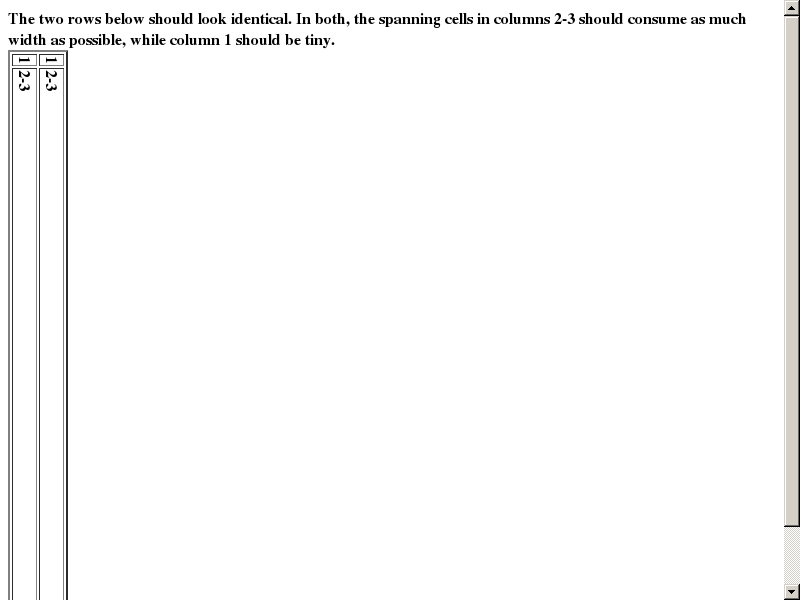 The two rows below should look identical. In both, the spanning cells in columns 2-3 should consume as much
width as possible, while column 1 should be tiny.
1 2-3
1 2-3